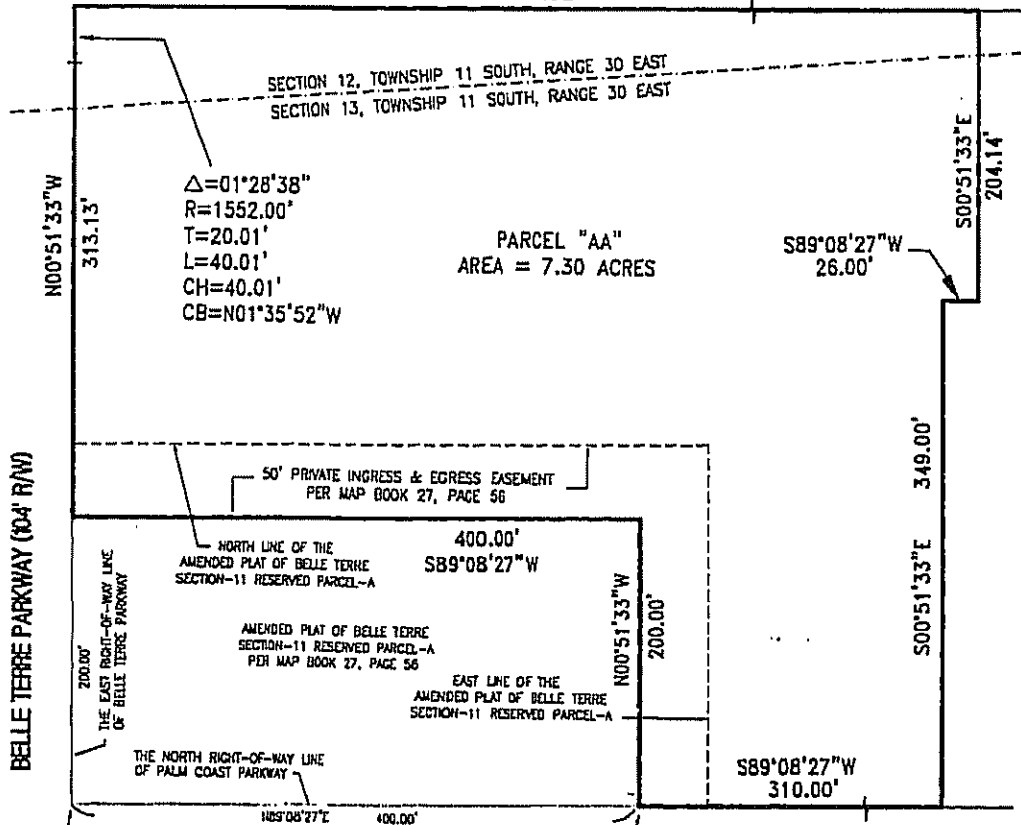 SECTION 12, TOWNSHIP 11 SOUTH, RANGE 30 EAST
SECTION 13, TOWNSHIP 11 SOUTH, RANGE 30 EAST
S00°51'33"E
204.14'
N00°51'33"W
313.13'
Δ=01°28'38"
R=1552.00'
T=20.01'
L=40.01'
CH=40.01'
CB=N01°35'52"W
PARCEL "AA"
AREA = 7.30 ACRES
S89°08'27"W
26.00'
BELLE TERRE PARKWAY (104' R/W)
50' PRIVATE INGRESS & EGRESS EASEMENT
PER MAP BOOK 27, PAGE 56
S00°51'33"E 349.00'
NORTH LINE OF THE
AMENDED PLAT OF BELLE TERRE
SECTION-11 RESERVED PARCEL-A
400.00'
S89°08'27"W
200.00'
THE EAST RIGHT-OF-WAY LINE
OF BELLE TERRE PARKWAY
AMENDED PLAT OF BELLE TERRE
SECTION-11 RESERVED PARCEL-A
PER MAP BOOK 27, PAGE 56
N00°51'33"W
200.00'
EAST LINE OF THE
AMENDED PLAT OF BELLE TERRE
SECTION-11 RESERVED PARCEL-A
THE NORTH RIGHT-OF-WAY LINE
OF PALM COAST PARKWAY
S89°08'27"W
310.00'
N89°08'27"E 400.00'